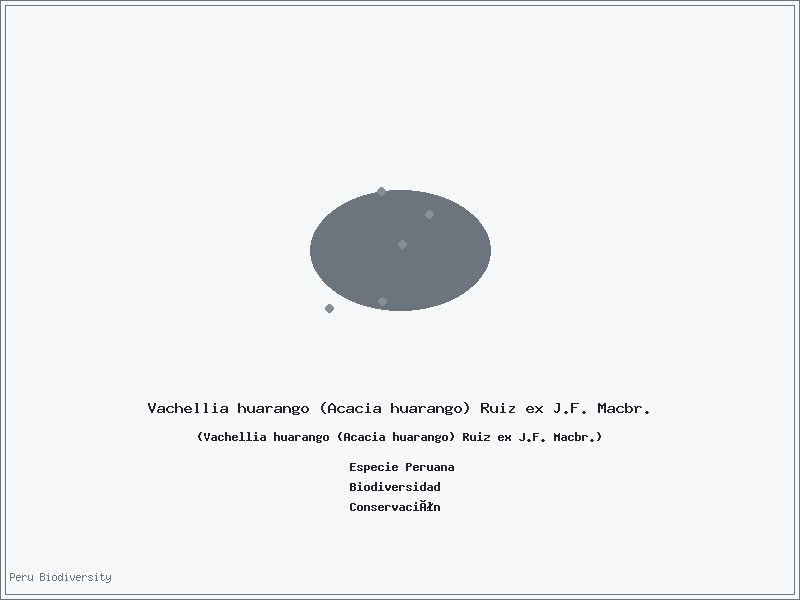 Vachellia huarango (Acacia huarango) Ruiz ex J.F. Macbr.
(Vachellia huarango (Acacia huarango) Ruiz ex J.F. Macbr.)
Especie Peruana
Biodiversidad
ConservaciÃłn
Peru Biodiversity